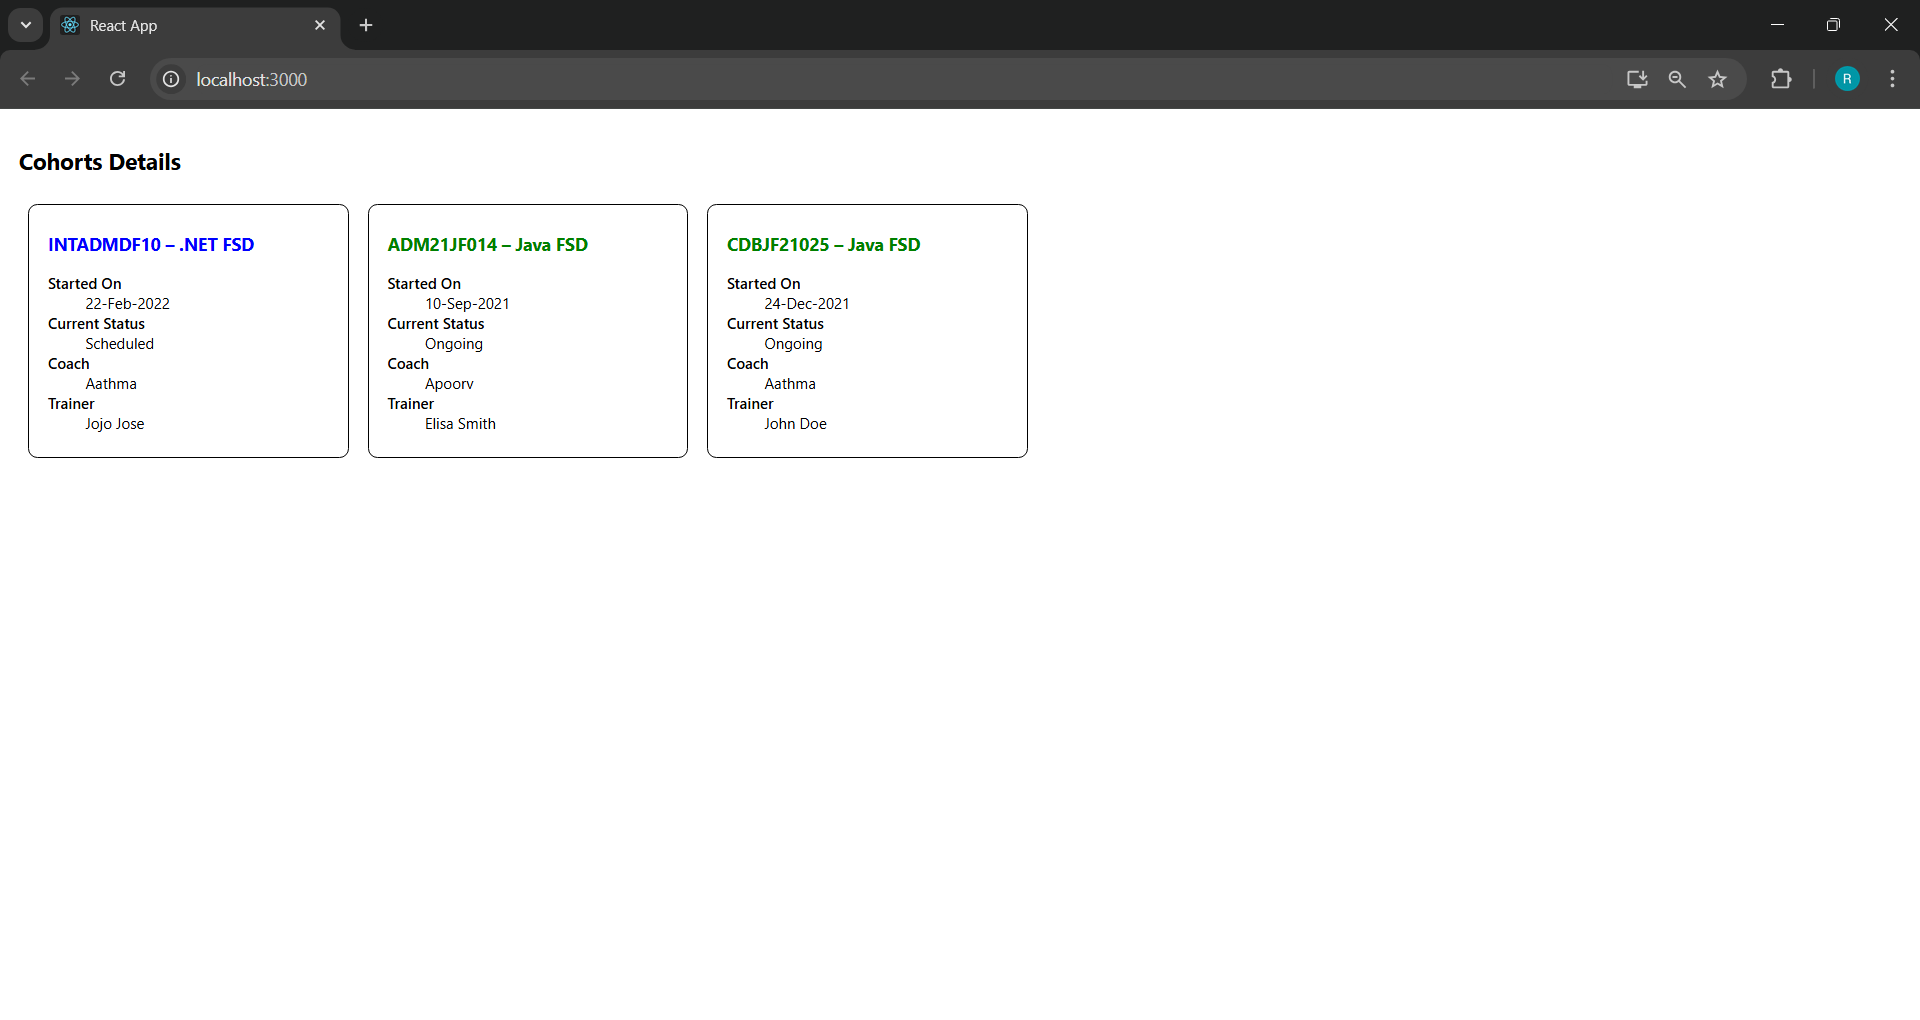 React App
localhost:3000
R
Cohorts Details
INTADMDF10 – .NET FSD
Started On
22-Feb-2022
Current Status
Scheduled
Coach
Aathma
Trainer
Jojo Jose
ADM21JF014 – Java FSD
Started On
10-Sep-2021
Current Status
Ongoing
Coach
Apoorv
Trainer
Elisa Smith
CDBJF21025 – Java FSD
Started On
24-Dec-2021
Current Status
Ongoing
Coach
Aathma
Trainer
John Doe